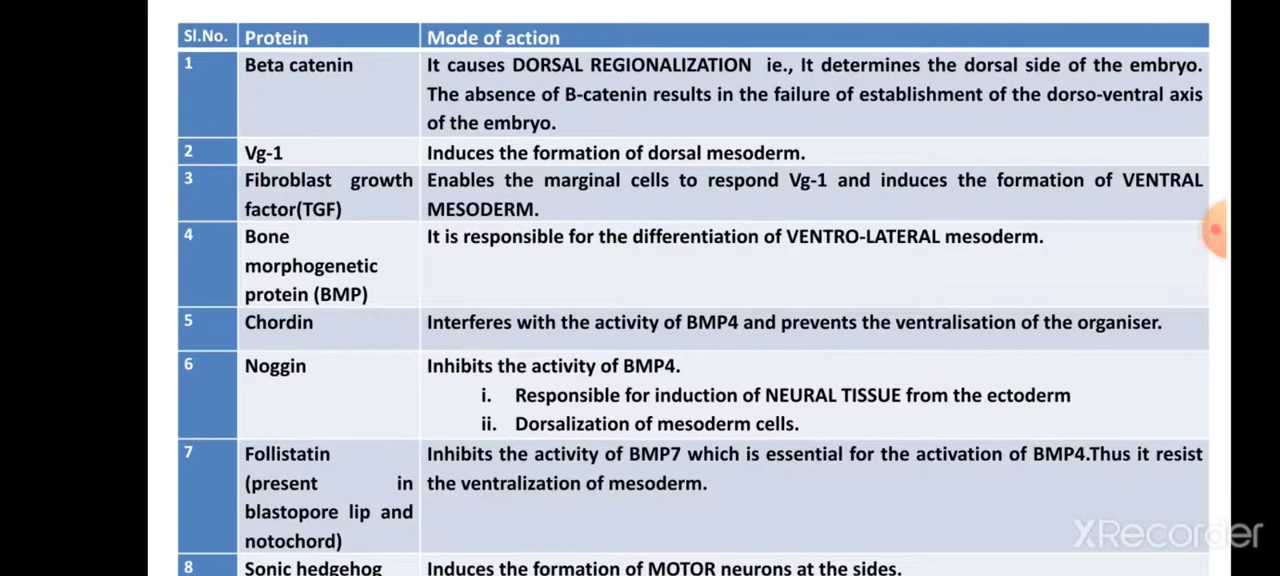 Sl.No. Protein Mode of action
1 Beta catenin It causes DORSAL REGIONALIZATION ie., It determines the dorsal side of the embryo.
The absence of B-catenin results in the failure of establishment of the dorso-ventral axis
of the embryo.
2 Vg-1 Induces the formation of dorsal mesoderm.
3 Fibroblast growth Enables the marginal cells to respond Vg-1 and induces the formation of VENTRAL
factor(TGF) MESODERM.
4 Bone It is responsible for the differentiation of VENTRO-LATERAL mesoderm.
morphogenetic
protein (BMP)
5 Chordin Interferes with the activity of BMP4 and prevents the ventralisation of the organiser.
6 Noggin Inhibits the activity of BMP4.
i. Responsible for induction of NEURAL TISSUE from the ectoderm
ii. Dorsalization of mesoderm cells.
7 Follistatin Inhibits the activity of BMP7 which is essential for the activation of BMP4.Thus it resist
(present in the ventralization of mesoderm.
blastopore lip and
notochord)
XRecorder
8 Sonic hedgehog Induces the formation of MOTOR neurons at the sides.